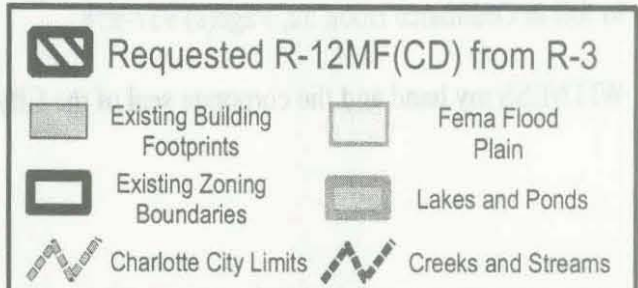 Requested R-12MF(CD) from R-3
Existing Building
Footprints
Fema Flood
Plain
Existing Zoning
Boundaries
Lakes and Ponds
Charlotte City Limits
Creeks and Streams